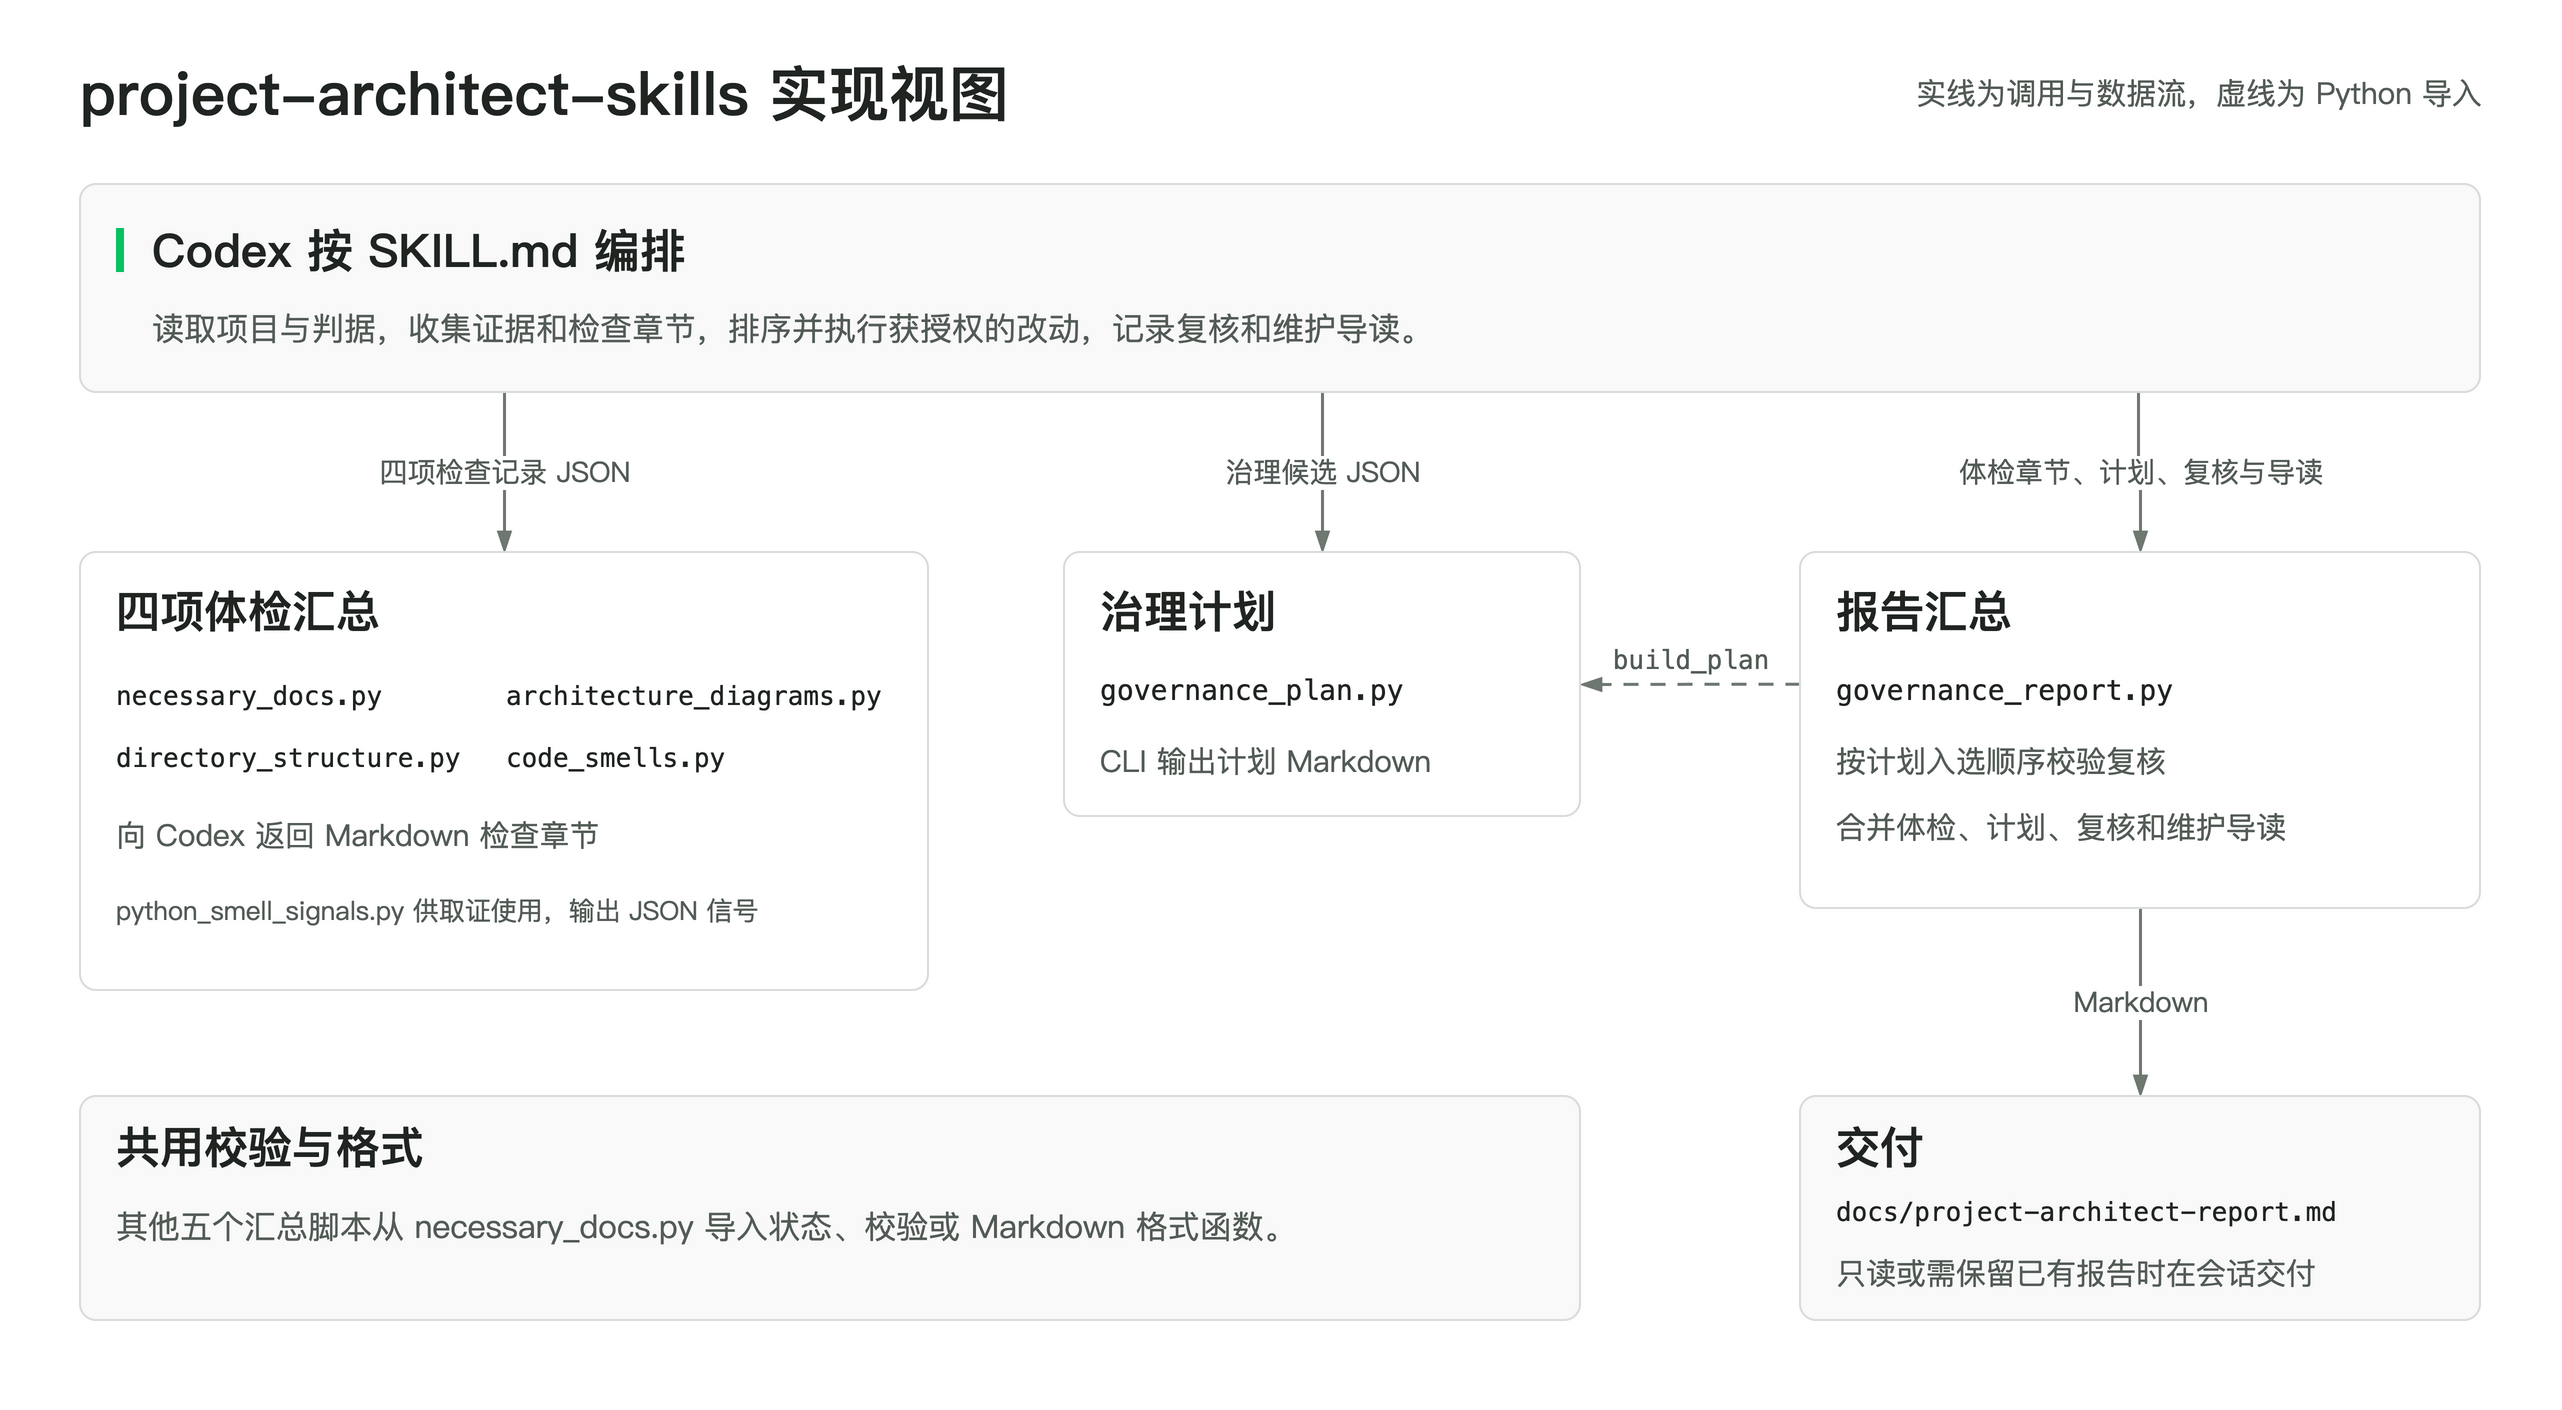 project-architect-skills 实现视图
实线为调用与数据流，虚线为 Python 导入
Codex 按 SKILL.md 编排
读取项目与判据，收集证据和检查章节，排序并执行获授权的改动，记录复核和维护导读。
四项检查记录 JSON
治理候选 JSON
体检章节、计划、复核与导读
四项体检汇总
necessary_docs.py
architecture_diagrams.py
directory_structure.py
code_smells.py
向 Codex 返回 Markdown 检查章节
python_smell_signals.py 供取证使用，输出 JSON 信号
治理计划
governance_plan.py
CLI 输出计划 Markdown
build_plan
报告汇总
governance_report.py
按计划入选顺序校验复核
合并体检、计划、复核和维护导读
Markdown
共用校验与格式
其他五个汇总脚本从 necessary_docs.py 导入状态、校验或 Markdown 格式函数。
交付
docs/project-architect-report.md
只读或需保留已有报告时在会话交付